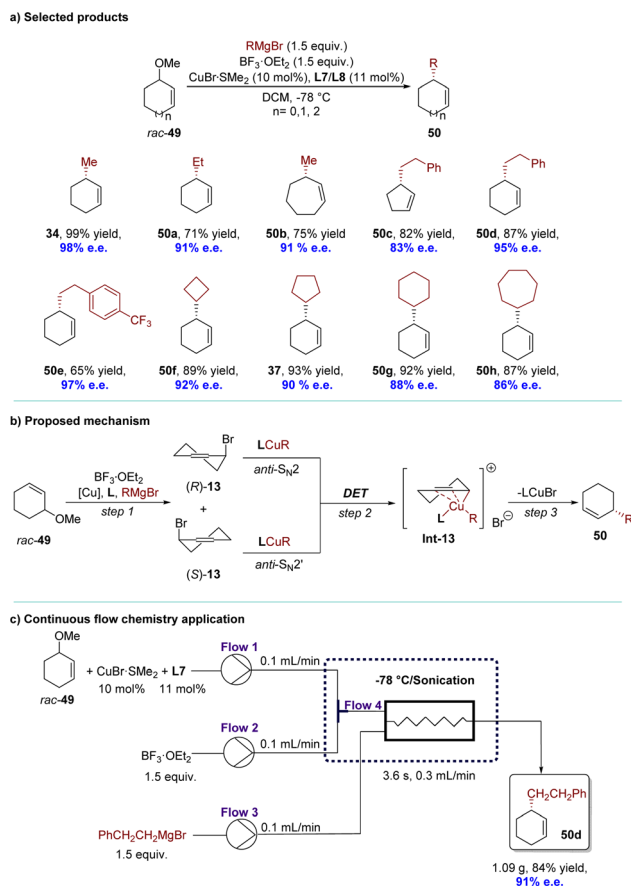 a) Selected products
RMgBr (1.5 equiv.)
BF₃·OEt₂ (1.5 equiv.)
CuBr·SMe₂ (10 mol%), L7/L8 (11 mol%)
DCM, -78 °C
n= 0,1, 2
OMe
( )n
rac-49
R
( )n
50
Me
34, 99% yield,
98% e.e.
Et
50a, 71% yield,
91% e.e.
Me
50b, 75% yield
91 % e.e.
Ph
50c, 82% yield,
83% e.e.
Ph
50d, 87% yield,
95% e.e.
CF₃
50e, 65% yield,
97% e.e.
50f, 89% yield,
92% e.e.
37, 93% yield,
90 % e.e.
50g, 92% yield,
88% e.e.
50h, 87% yield,
86% e.e.
b) Proposed mechanism
OMe
rac-49
BF₃·OEt₂
[Cu], L, RMgBr
step 1
Br
(R)-13
+
Br
(S)-13
LCuR
anti-SN2
LCuR
anti-SN2'
DET
step 2
Cu
L
R
⊕
Br⊖
Int-13
-LCuBr
step 3
R
50
c) Continuous flow chemistry application
OMe
rac-49
+ CuBr·SMe₂ + L7
10 mol% 11 mol%
Flow 1
0.1 mL/min
BF₃·OEt₂
1.5 equiv.
Flow 2
0.1 mL/min
PhCH₂CH₂MgBr
1.5 equiv.
Flow 3
0.1 mL/min
-78 °C/Sonication
Flow 4
3.6 s, 0.3 mL/min
CH₂CH₂Ph
50d
1.09 g, 84% yield,
91% e.e.